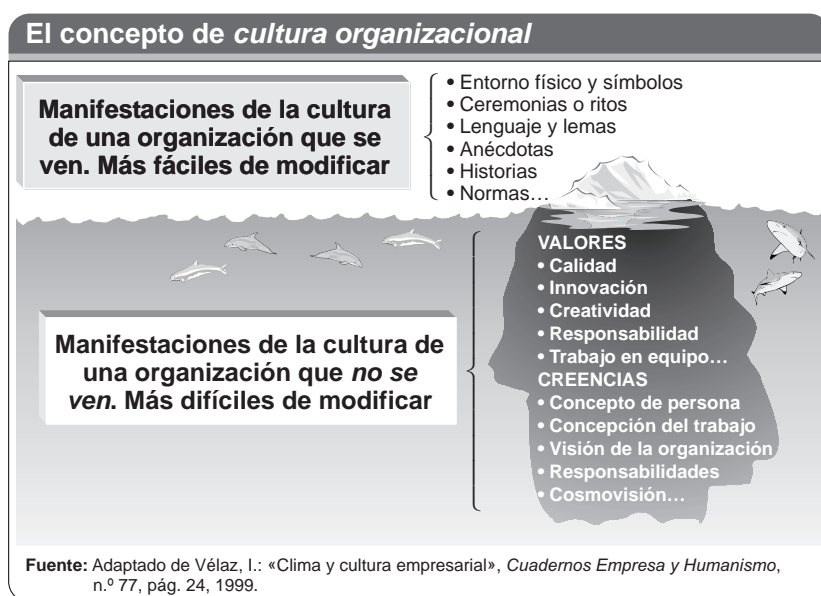 El concepto de cultura organizacional
Manifestaciones de la cultura
de una organización que se
ven. Más fáciles de modificar
• Entorno físico y símbolos
• Ceremonias o ritos
• Lenguaje y lemas
• Anécdotas
• Historias
• Normas…
Manifestaciones de la cultura de
una organización que no se
ven. Más difíciles de modificar
VALORES
• Calidad
• Innovación
• Creatividad
• Responsabilidad
• Trabajo en equipo…
CREENCIAS
• Concepto de persona
• Concepción del trabajo
• Visión de la organización
• Responsabilidades
• Cosmovisión…
Fuente: Adaptado de Vélaz, I.: «Clima y cultura empresarial», Cuadernos Empresa y Humanismo,
n.º 77, pág. 24, 1999.